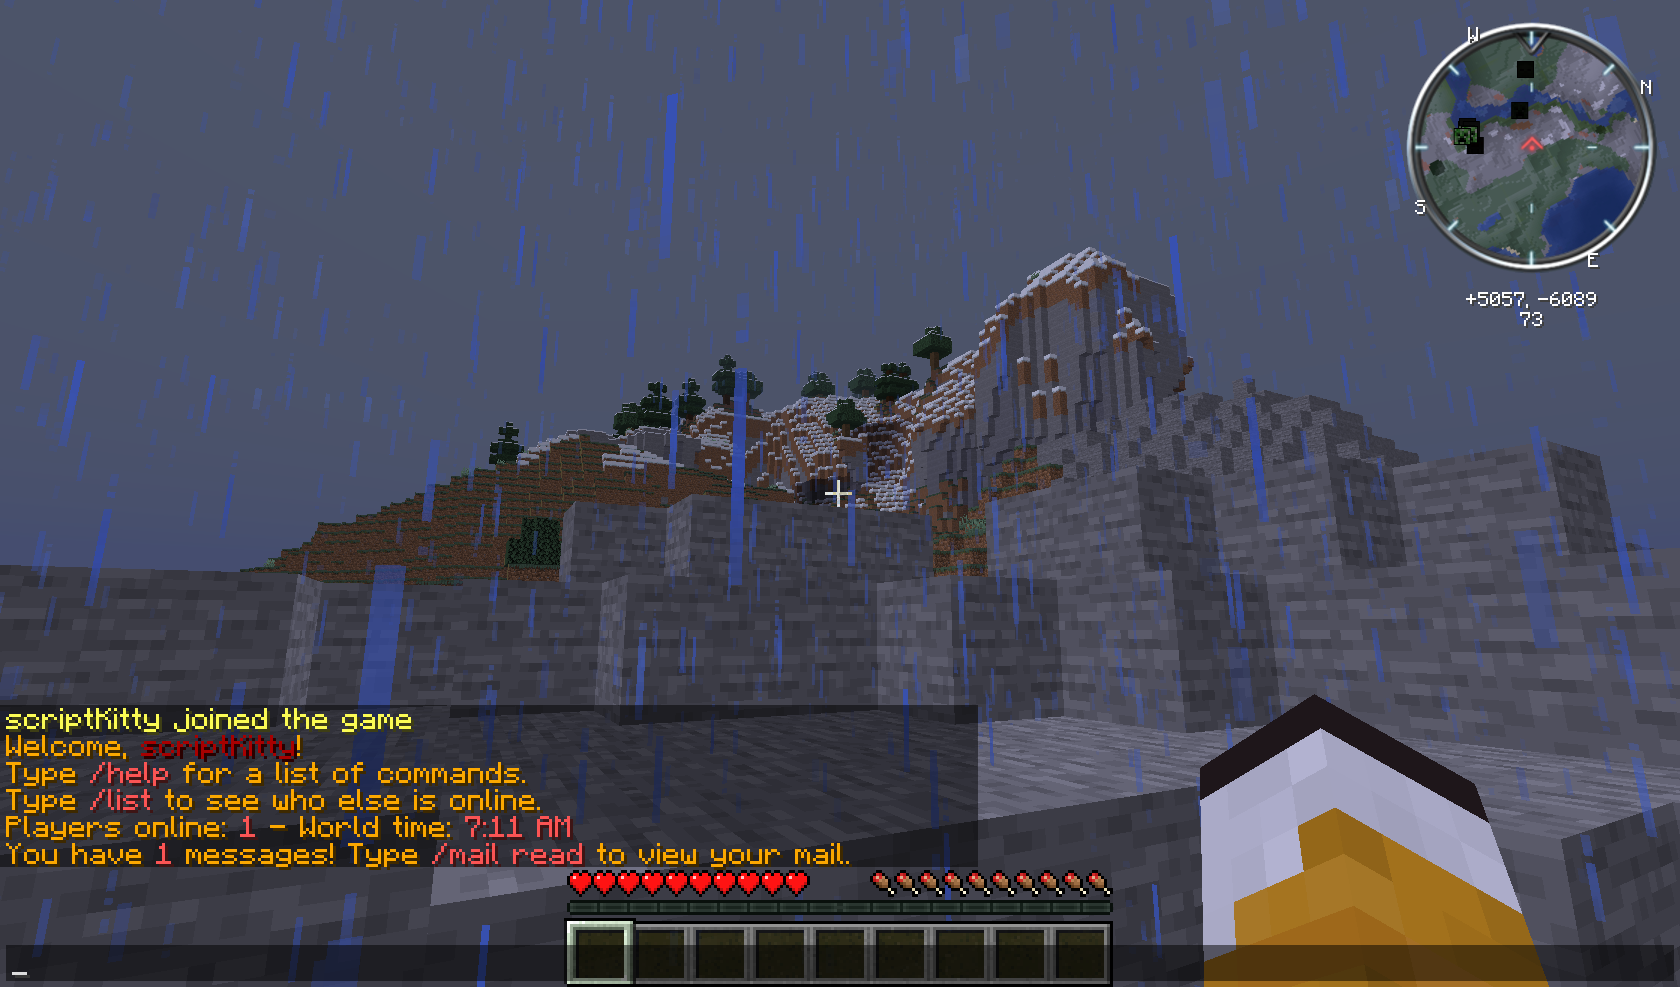 W
N
S
E
+5057, -6089
73
scriptKitty joined the game
Welcome, scriptKitty!
Type /help for a list of commands.
Type /list to see who else is online.
Players online: 1 - World time: 7:11 AM
You have 1 messages! Type /mail read to view your mail.
_